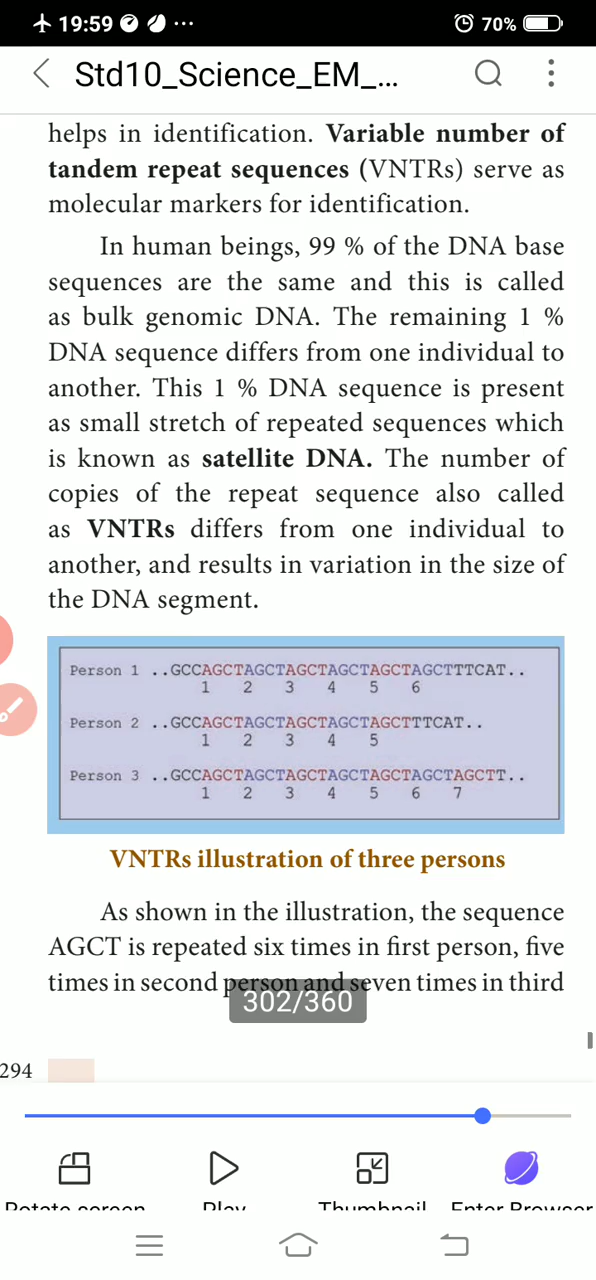 19:59 ... 70%
Std10_Science_EM_...
helps in identification. Variable number of
tandem repeat sequences (VNTRs) serve as
molecular markers for identification.
In human beings, 99 % of the DNA base
sequences are the same and this is called
as bulk genomic DNA. The remaining 1 %
DNA sequence differs from one individual to
another. This 1 % DNA sequence is present
as small stretch of repeated sequences which
is known as satellite DNA. The number of
copies of the repeat sequence also called
as VNTRs differs from one individual to
another, and results in variation in the size of
the DNA segment.
Person 1 ..GCCAGCTAGCTAGCTAGCTAGCTAGCTTTCAT..
1 2 3 4 5 6
Person 2 ..GCCAGCTAGCTAGCTAGCTAGCTTTCAT..
1 2 3 4 5
Person 3 ..GCCAGCTAGCTAGCTAGCTAGCTAGCTAGCTT..
1 2 3 4 5 6 7
VNTRs illustration of three persons
As shown in the illustration, the sequence
AGCT is repeated six times in first person, five
times in second person and seven times in third
302/360
294
Rotate screen Play Thumbnail Enter Browser